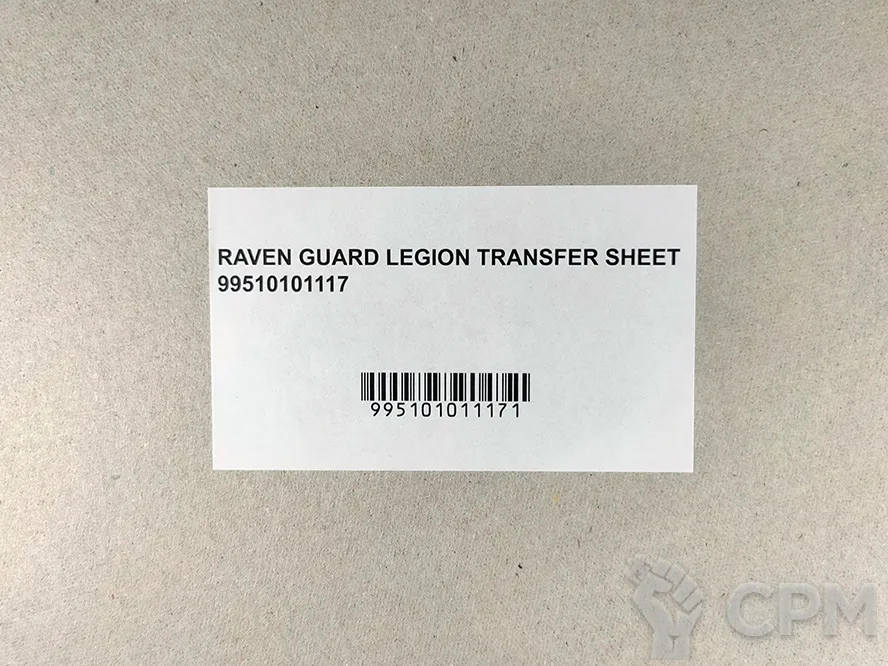 RAVEN GUARD LEGION TRANSFER SHEET
99510101117
995101011171
CPM